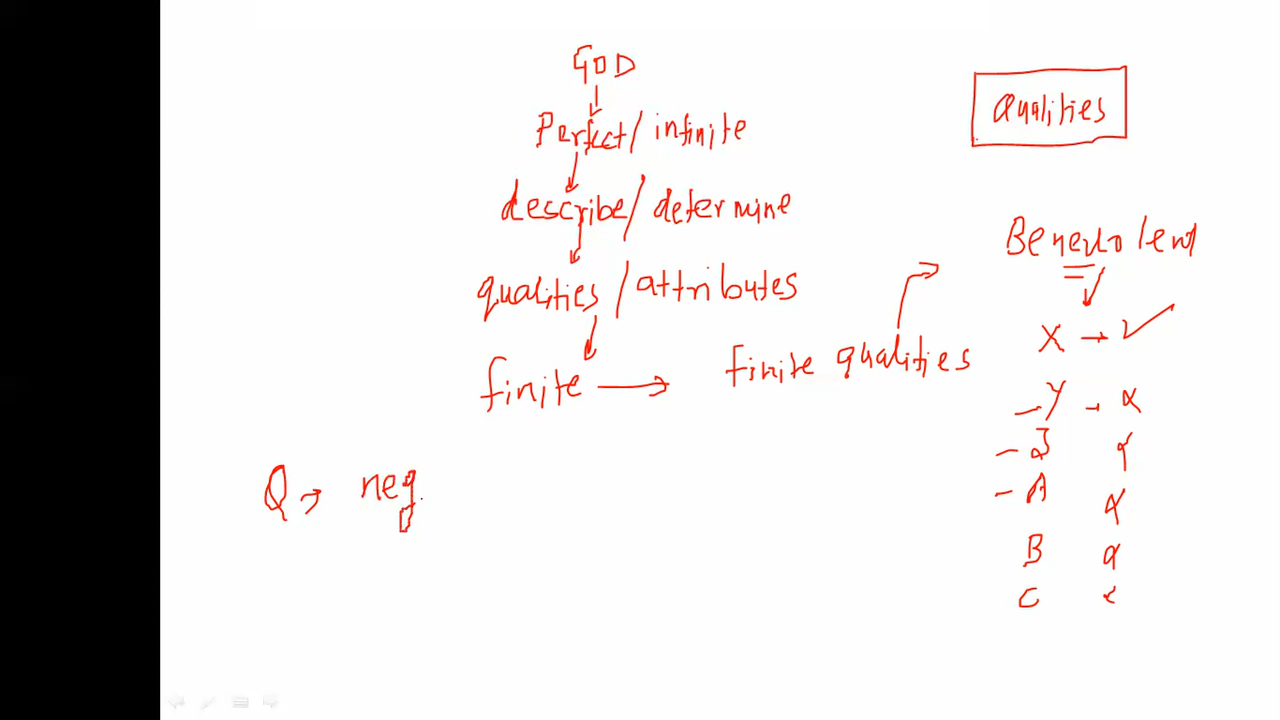 GOD
Perfect/infinite
describe/determine
qualities/attributes
finite → finite qualities
Q → neg
Qualities
Benevolent
X → ✓
- Y →
- Z
- A
B
C